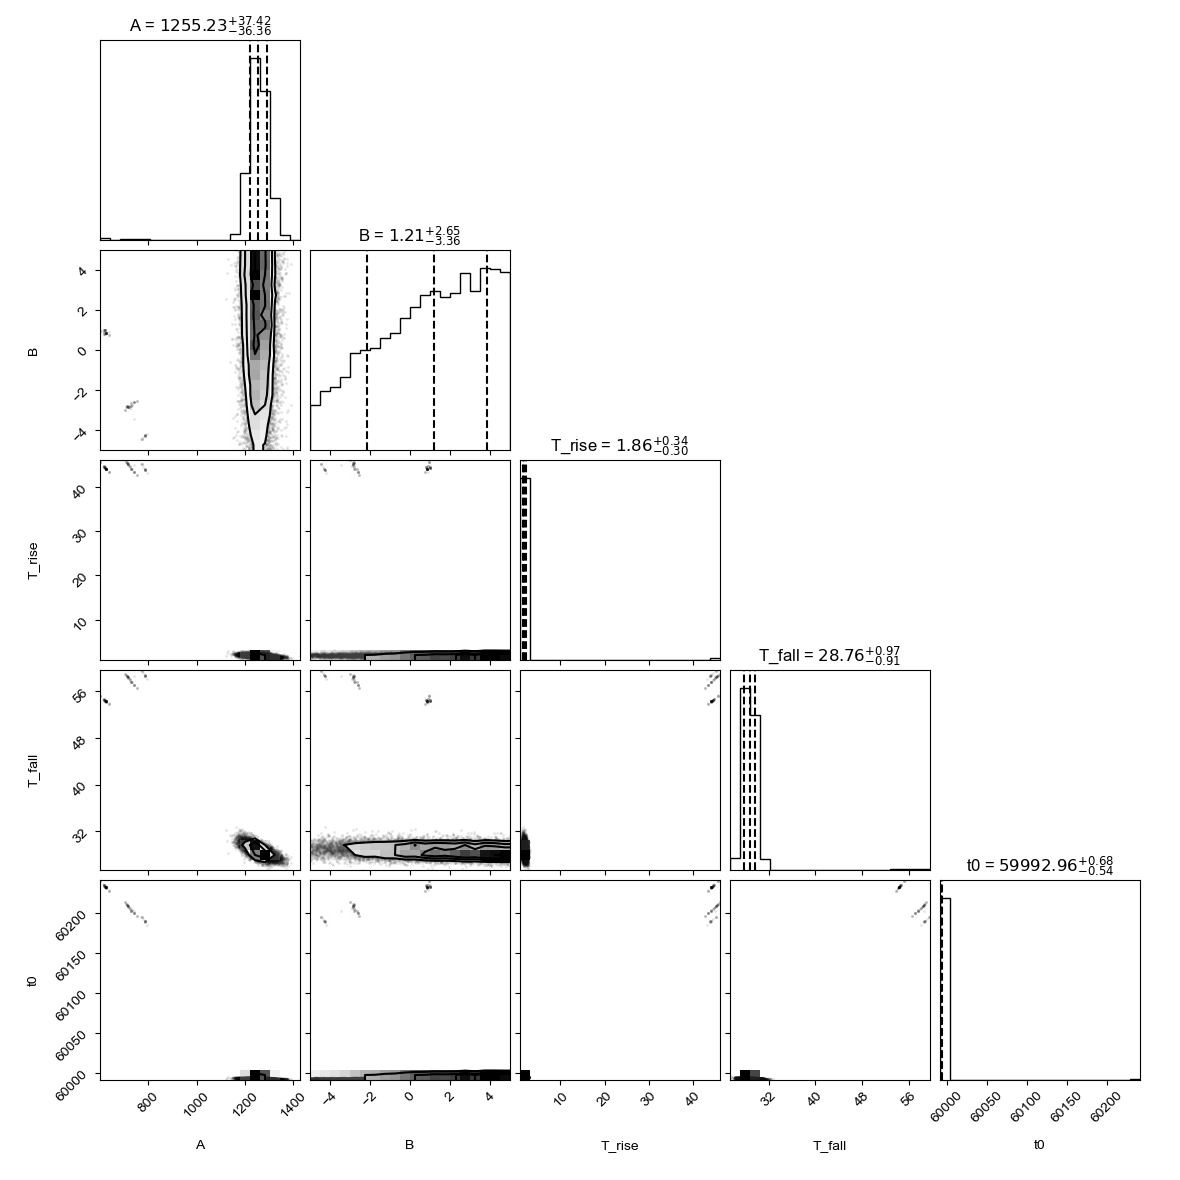 A = 1255.23+37.42−36.36
B = 1.21+2.65−3.36
4
2
0
−2
−4
B
T_rise = 1.86+0.34−0.30
40
30
20
10
T_rise
T_fall = 28.76+0.97−0.91
56
48
40
32
T_fall
t0 = 59992.96+0.68−0.54
60200
60150
60100
60050
60000
t0
800 1000 1200 1400 −4 −2 0 2 4 10 20 30 40 32 40 48 56 60000 60050 60100 60150 60200
A B T_rise T_fall t0